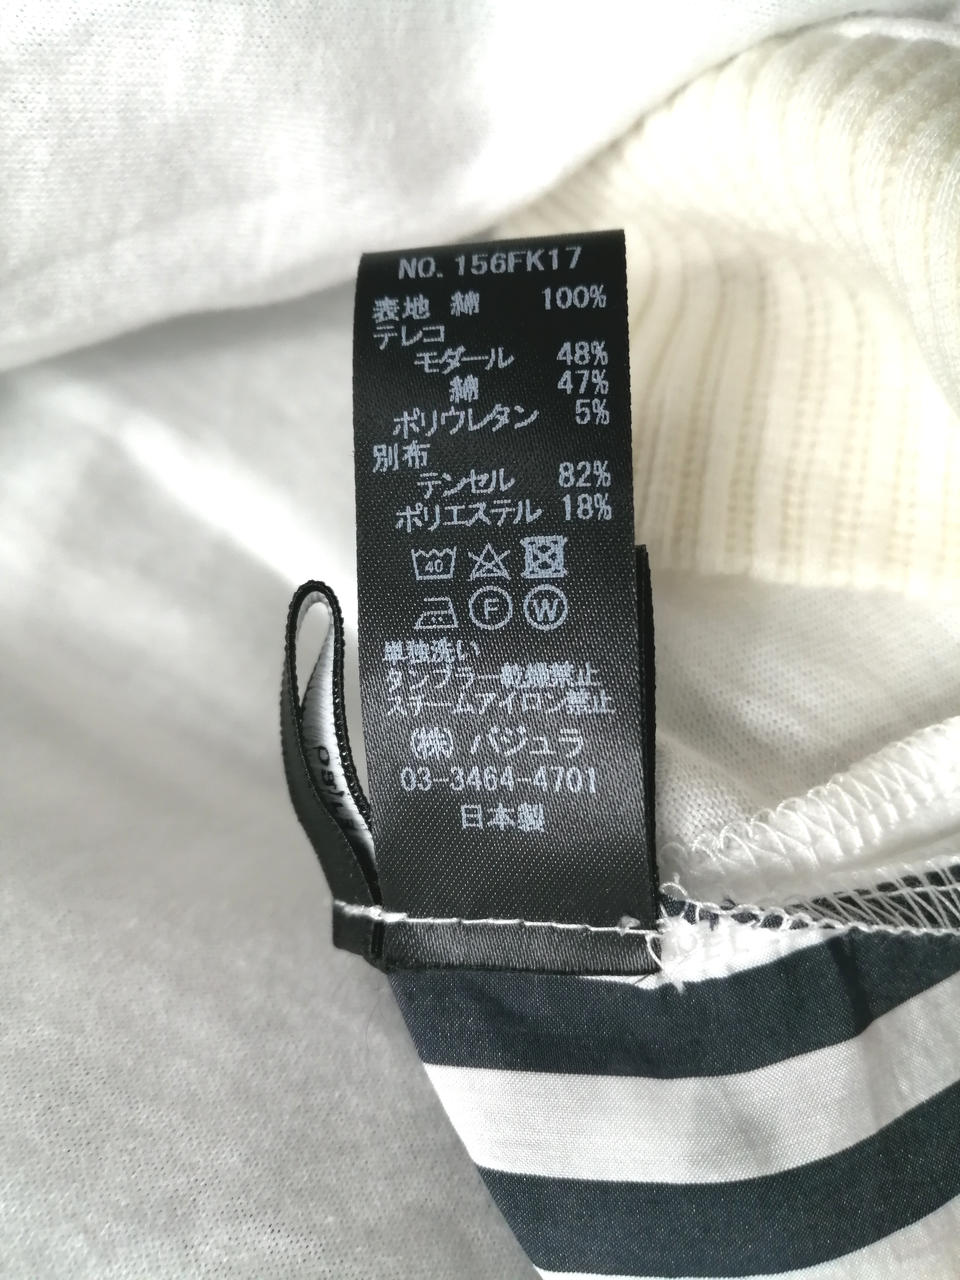 NO. 156FK17
表地 綿 100%
テレコ
モダール 48%
綿 47%
ポリウレタン 5%
別布
テンセル 82%
ポリエステル 18%
40
F W
単独洗い
タンブラー乾燥禁止
スチームアイロン禁止
(株) バジュラ
03-3464-4701
日本製